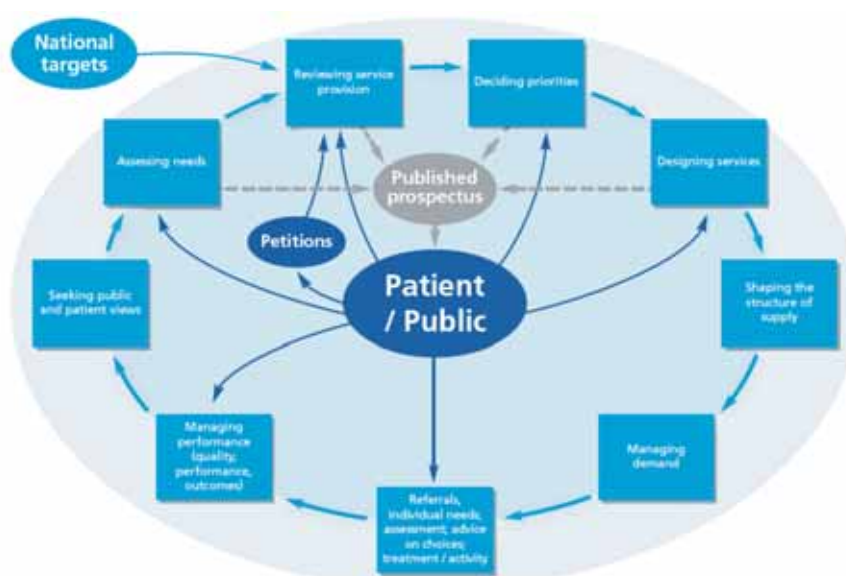 National
targets
Reviewing service
provision
Deciding priorities
Assessing needs
Published
prospectus
Designing services
Petitions
Patient
/ Public
Seeking public
and patient views
Shaping the
structure of
supply
Managing
performance
(quality,
performance,
outcomes)
Managing
demand
Referrals,
individual needs,
assessment, advice
on choices;
treatment / activity